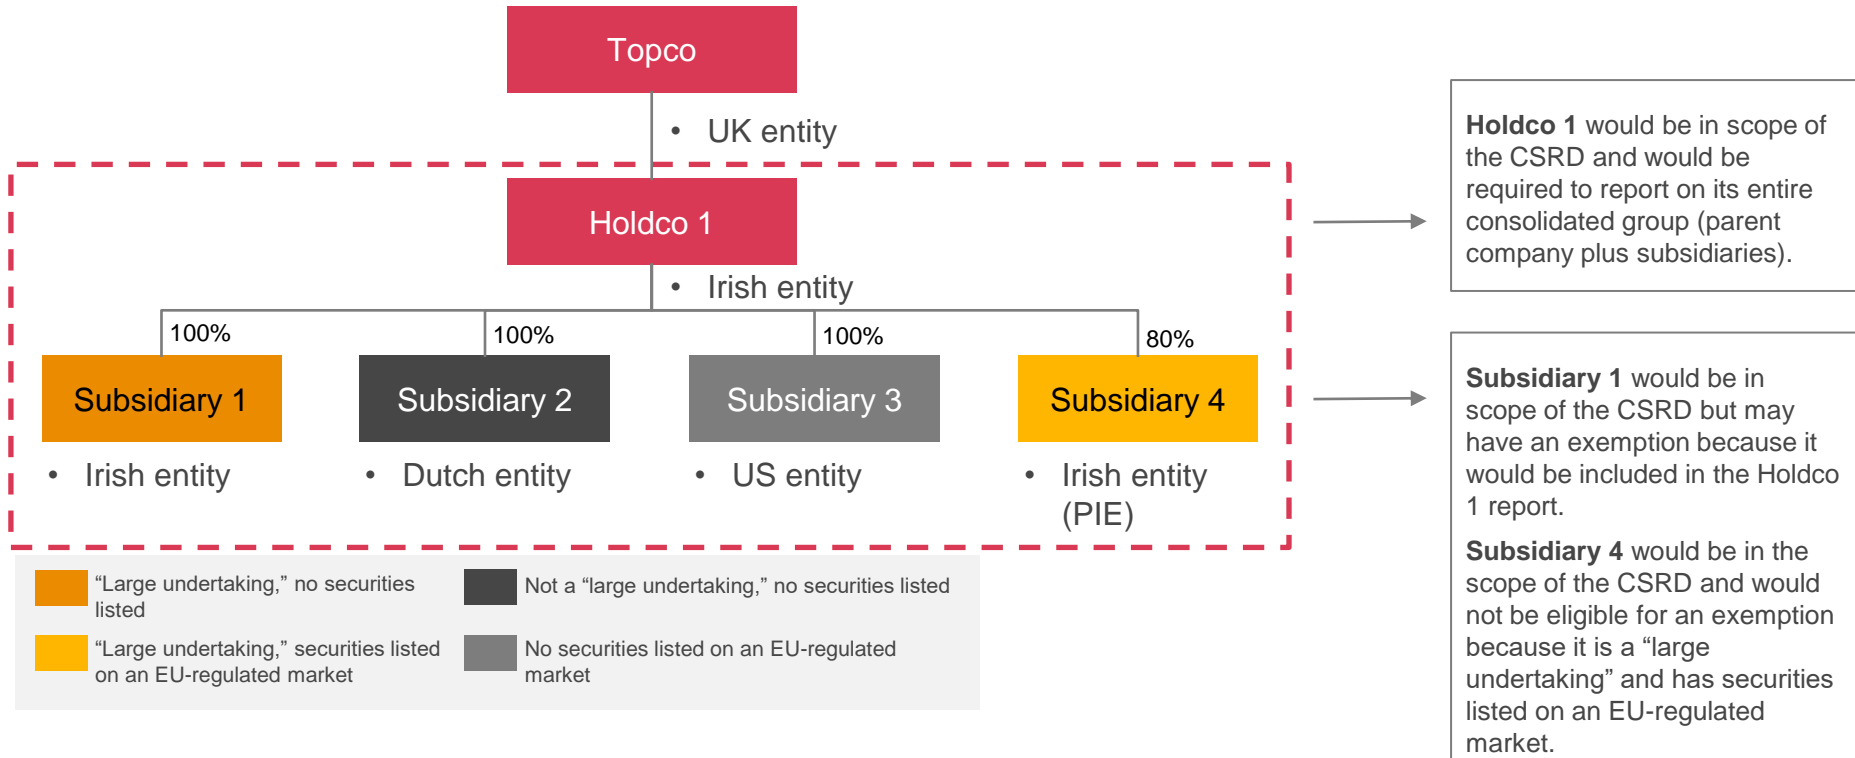 Topco
• UK entity
Holdco 1
• Irish entity
100%
100%
100%
80%
Subsidiary 1
Subsidiary 2
Subsidiary 3
Subsidiary 4
• Irish entity
• Dutch entity
• US entity
• Irish entity
(PIE)
“Large undertaking,” no securities
listed
Not a “large undertaking,” no securities listed
“Large undertaking,” securities listed
on an EU-regulated market
No securities listed on an EU-regulated
market
Holdco 1 would be in scope of
the CSRD and would be
required to report on its entire
consolidated group (parent
company plus subsidiaries).
Subsidiary 1 would be in
scope of the CSRD but may
have an exemption because it
would be included in the Holdco
1 report.
Subsidiary 4 would be in the
scope of the CSRD and would
not be eligible for an exemption
because it is a “large
undertaking” and has securities
listed on an EU-regulated
market.